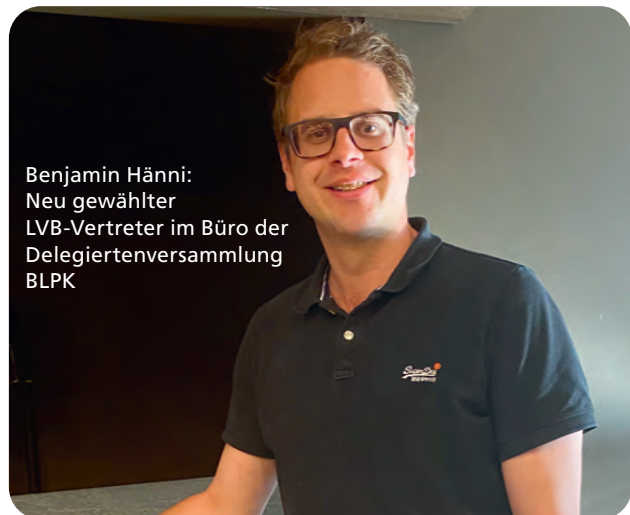 Benjamin Hänni:
Neu gewählter
LVB-Vertreter im Büro der
Delegiertenversammlung
BLPK